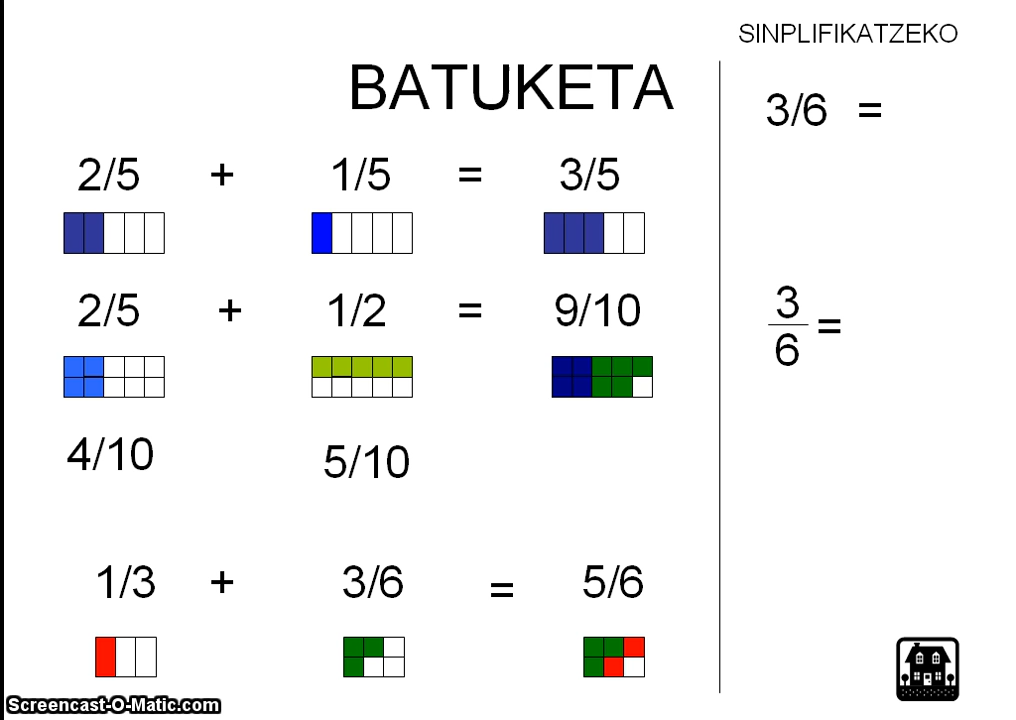 SINPLIFIKATZEKO
BATUKETA
3/6 =
2/5 + 1/5 = 3/5
2/5 + 1/2 = 9/10
3
6 =
4/10 5/10
1/3 + 3/6 = 5/6
Screencast-O-Matic.com